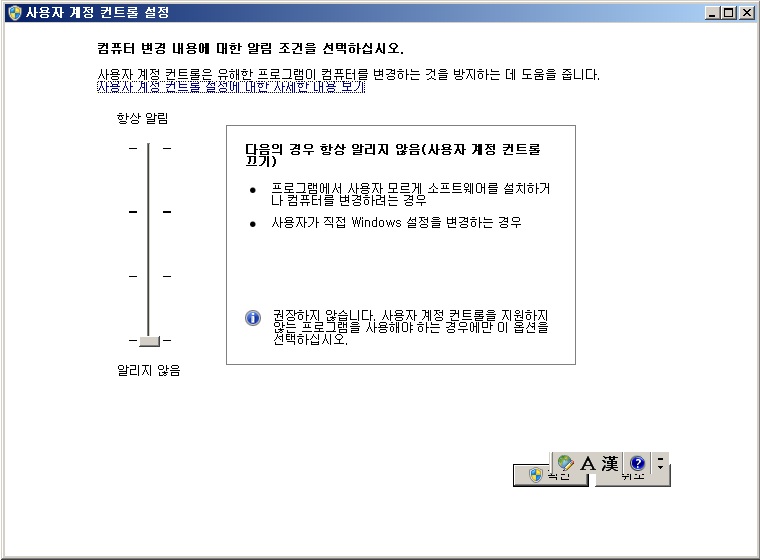 사용자 계정 컨트롤 설정
컴퓨터 변경 내용에 대한 알림 조건을 선택하십시오.
사용자 계정 컨트롤은 유해한 프로그램이 컴퓨터를 변경하는 것을 방지하는 데 도움을 줍니다.
사용자 계정 컨트롤 설정에 대한 자세한 내용 보기
항상 알림
다음의 경우 항상 알리지 않음(사용자 계정 컨트롤
끄기)
● 프로그램에서 사용자 모르게 소프트웨어를 설치하거
나 컴퓨터를 변경하려는 경우
● 사용자가 직접 Windows 설정을 변경하는 경우
권장하지 않습니다. 사용자 계정 컨트롤을 지원하지
않는 프로그램을 사용해야 하는 경우에만 이 옵션을
선택하십시오.
알리지 않음
A 漢